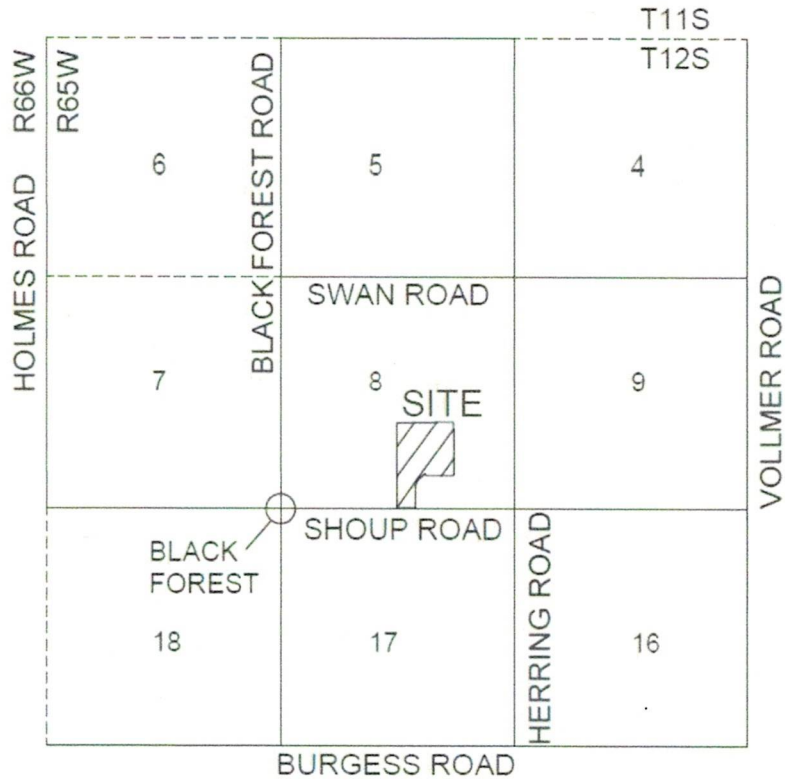 T11S
T12S
R66W
R65W
HOLMES ROAD
BLACK FOREST ROAD
6
5
4
SWAN ROAD
VOLLMER ROAD
7
8
9
SITE
SHOUP ROAD
BLACK
FOREST
HERRING ROAD
18
17
16
BURGESS ROAD